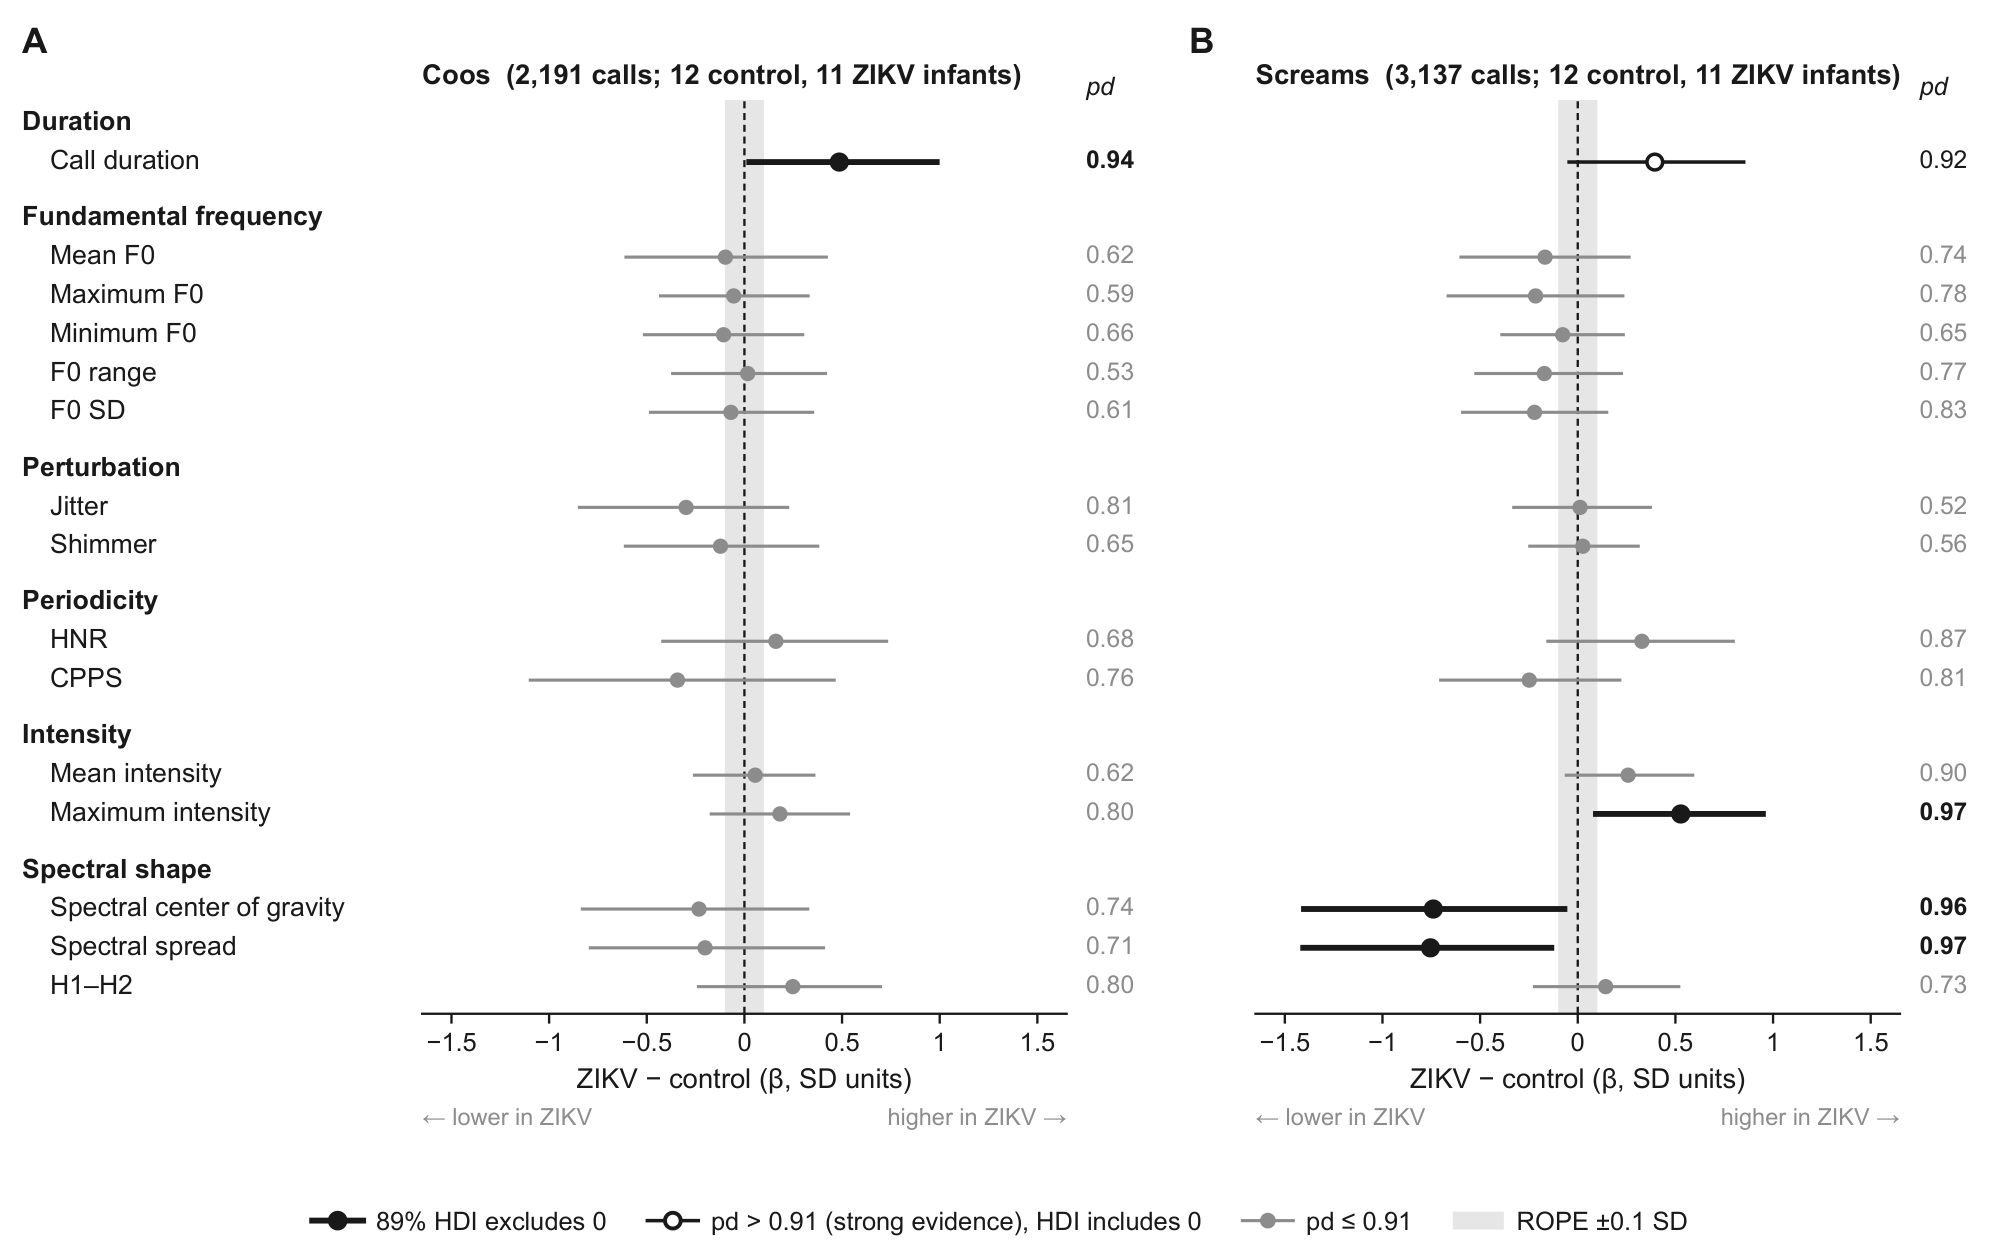 A
B
Coos (2,191 calls; 12 control, 11 ZIKV infants) pd
Screams (3,137 calls; 12 control, 11 ZIKV infants) pd
Duration
Call duration 0.94 0.92
Fundamental frequency
Mean F0 0.62 0.74
Maximum F0 0.59 0.78
Minimum F0 0.66 0.65
F0 range 0.53 0.77
F0 SD 0.61 0.83
Perturbation
Jitter 0.81 0.52
Shimmer 0.65 0.56
Periodicity
HNR 0.68 0.87
CPPS 0.76 0.81
Intensity
Mean intensity 0.62 0.90
Maximum intensity 0.80 0.97
Spectral shape
Spectral center of gravity 0.74 0.96
Spectral spread 0.71 0.97
H1–H2 0.80 0.73
−1.5 −1 −0.5 0 0.5 1 1.5
−1.5 −1 −0.5 0 0.5 1 1.5
ZIKV − control (β, SD units)
ZIKV − control (β, SD units)
← lower in ZIKV higher in ZIKV →
← lower in ZIKV higher in ZIKV →
89% HDI excludes 0
pd > 0.91 (strong evidence), HDI includes 0
pd ≤ 0.91
ROPE ±0.1 SD